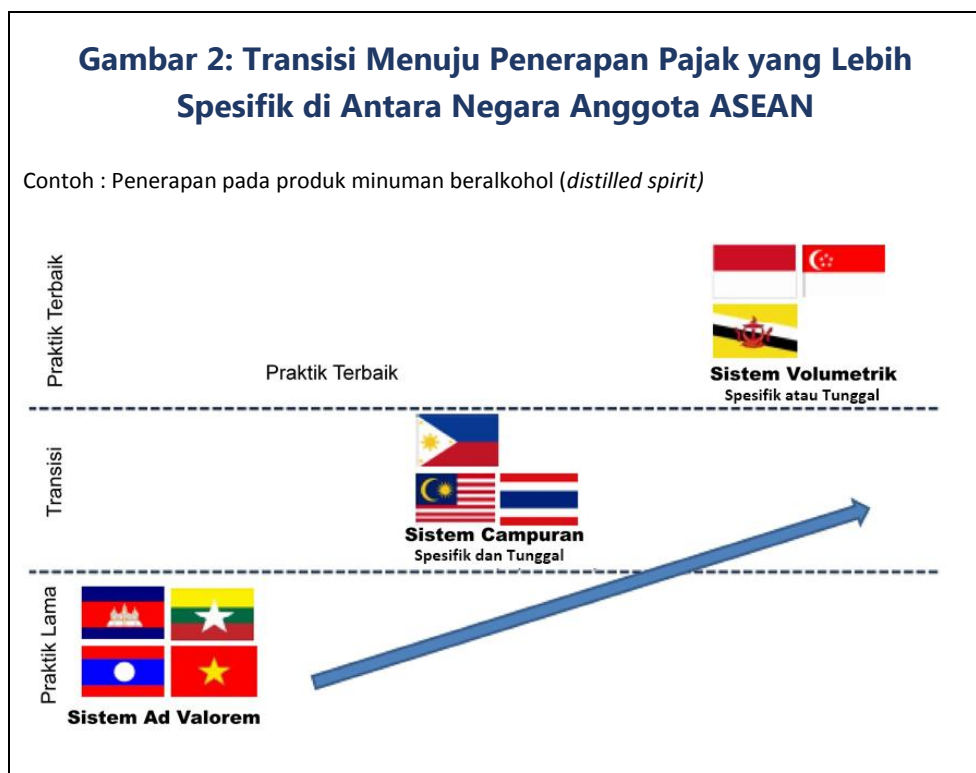 Gambar 2: Transisi Menuju Penerapan Pajak yang Lebih
Spesifik di Antara Negara Anggota ASEAN
Contoh : Penerapan pada produk minuman beralkohol (distilled spirit)
Praktik Terbaik
Praktik Terbaik
Sistem Volumetrik
Spesifik atau Tunggal
Transisi
Sistem Campuran
Spesifik dan Tunggal
Praktik Lama
Sistem Ad Valorem